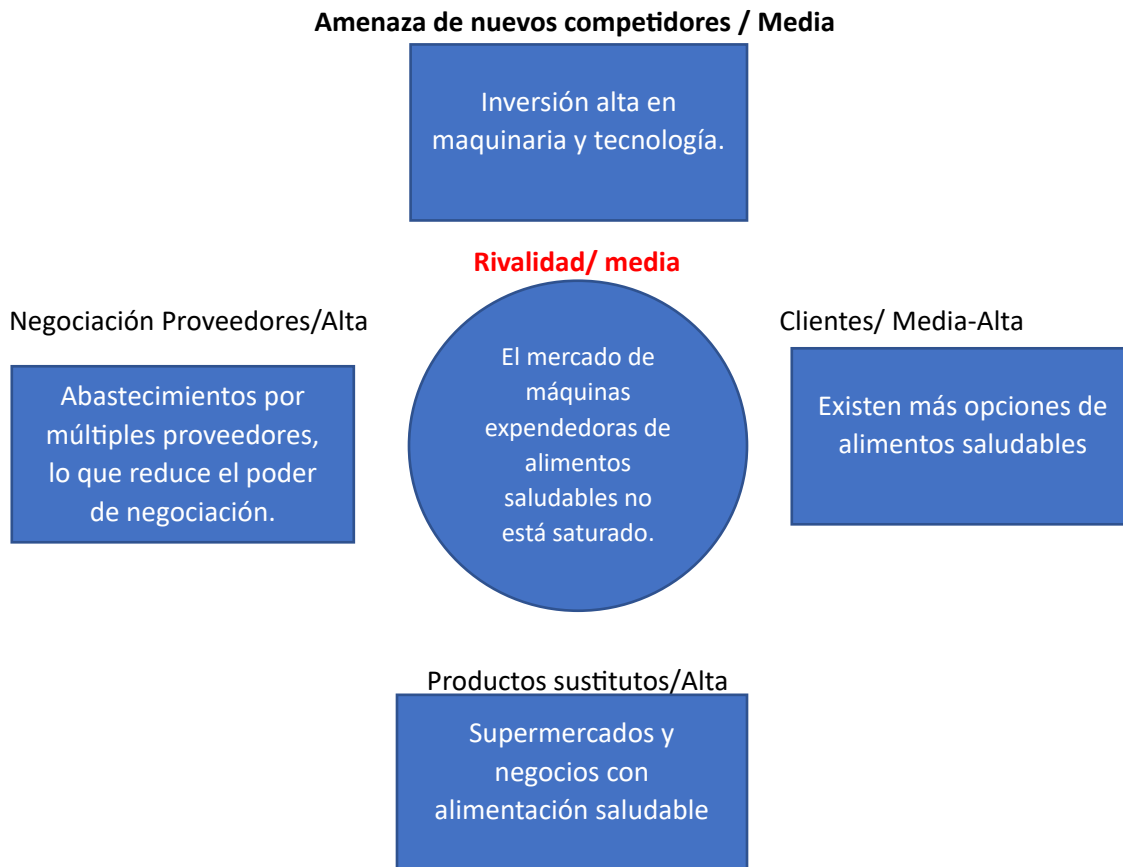 Amenaza de nuevos competidores / Media
Inversión alta en
maquinaria y tecnología.
Rivalidad/ media
Negociación Proveedores/Alta
Clientes/ Media-Alta
Abastecimientos por
múltiples proveedores,
lo que reduce el poder
de negociación.
El mercado de
máquinas
expendedoras de
alimentos
saludables no
está saturado.
Existen más opciones de
alimentos saludables
Productos sustitutos/Alta
Supermercados y
negocios con
alimentación saludable